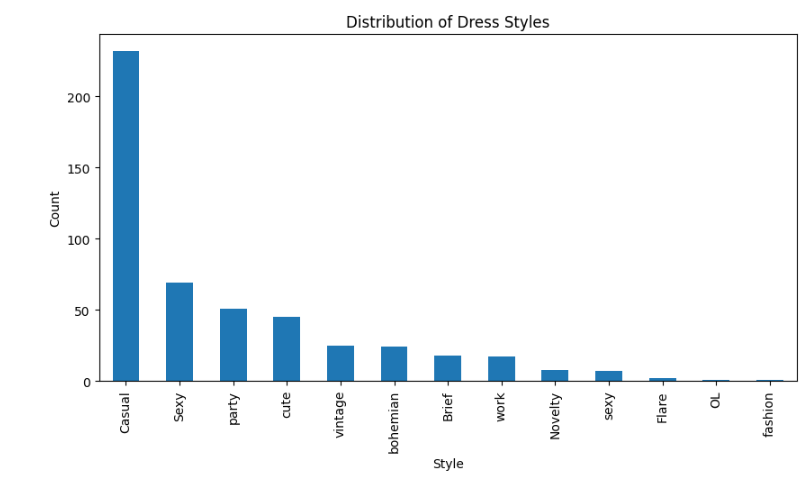 Distribution of Dress Styles
Count
200
150
100
50
0
Casual
Sexy
party
cute
vintage
bohemian
Brief
work
Novelty
sexy
Flare
OL
fashion
Style